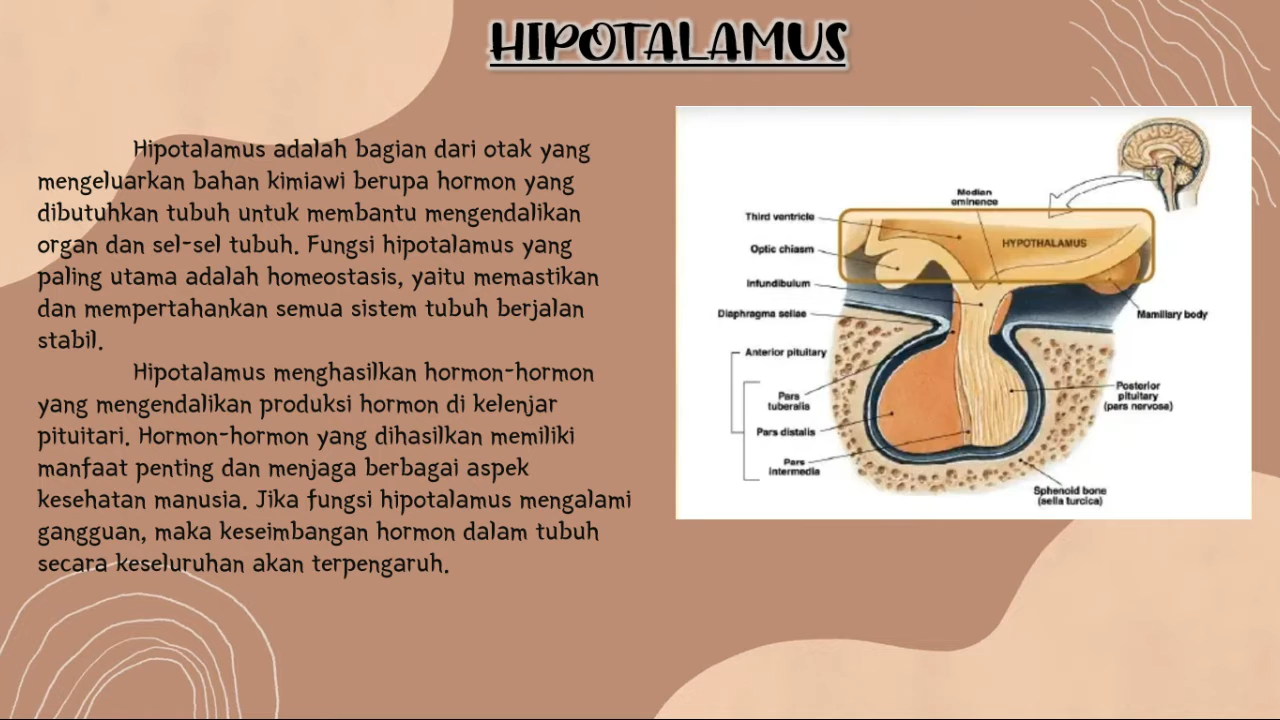 HIPOTALAMUS
Hipotalamus adalah bagian dari otak yang
mengeluarkan bahan kimiawi berupa hormon yang
dibutuhkan tubuh untuk membantu mengendalikan
organ dan sel-sel tubuh. Fungsi hipotalamus yang
paling utama adalah homeostasis, yaitu memastikan
dan mempertahankan semua sistem tubuh berjalan
stabil.
Hipotalamus menghasilkan hormon-hormon
yang mengendalikan produksi hormon di kelenjar
pituitari. Hormon-hormon yang dihasilkan memiliki
manfaat penting dan menjaga berbagai aspek
kesehatan manusia. Jika fungsi hipotalamus mengalami
gangguan, maka keseimbangan hormon dalam tubuh
secara keseluruhan akan terpengaruh.
Median
eminence
Third ventricle
HYPOTHALAMUS
Optic chiasm
Infundibulum
Diaphragma sellae
Mamillary body
Anterior pituitary
Pars
tuberalis
Pars distalis
Pars
intermedia
Posterior
pituitary
(pars nervosa)
Sphenoid bone
(sella turcica)